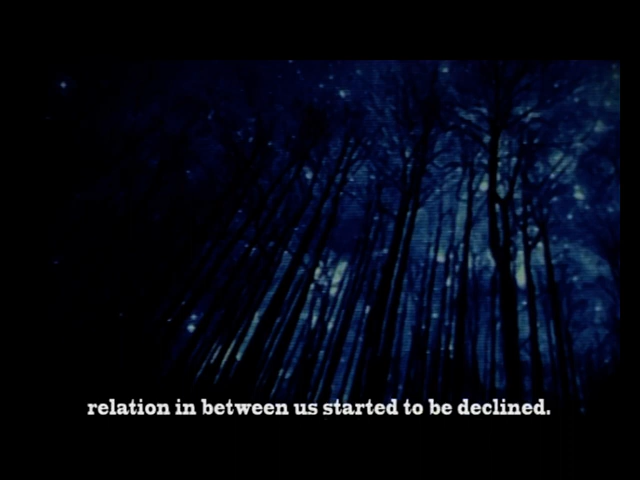 relation in between us started to be declined.